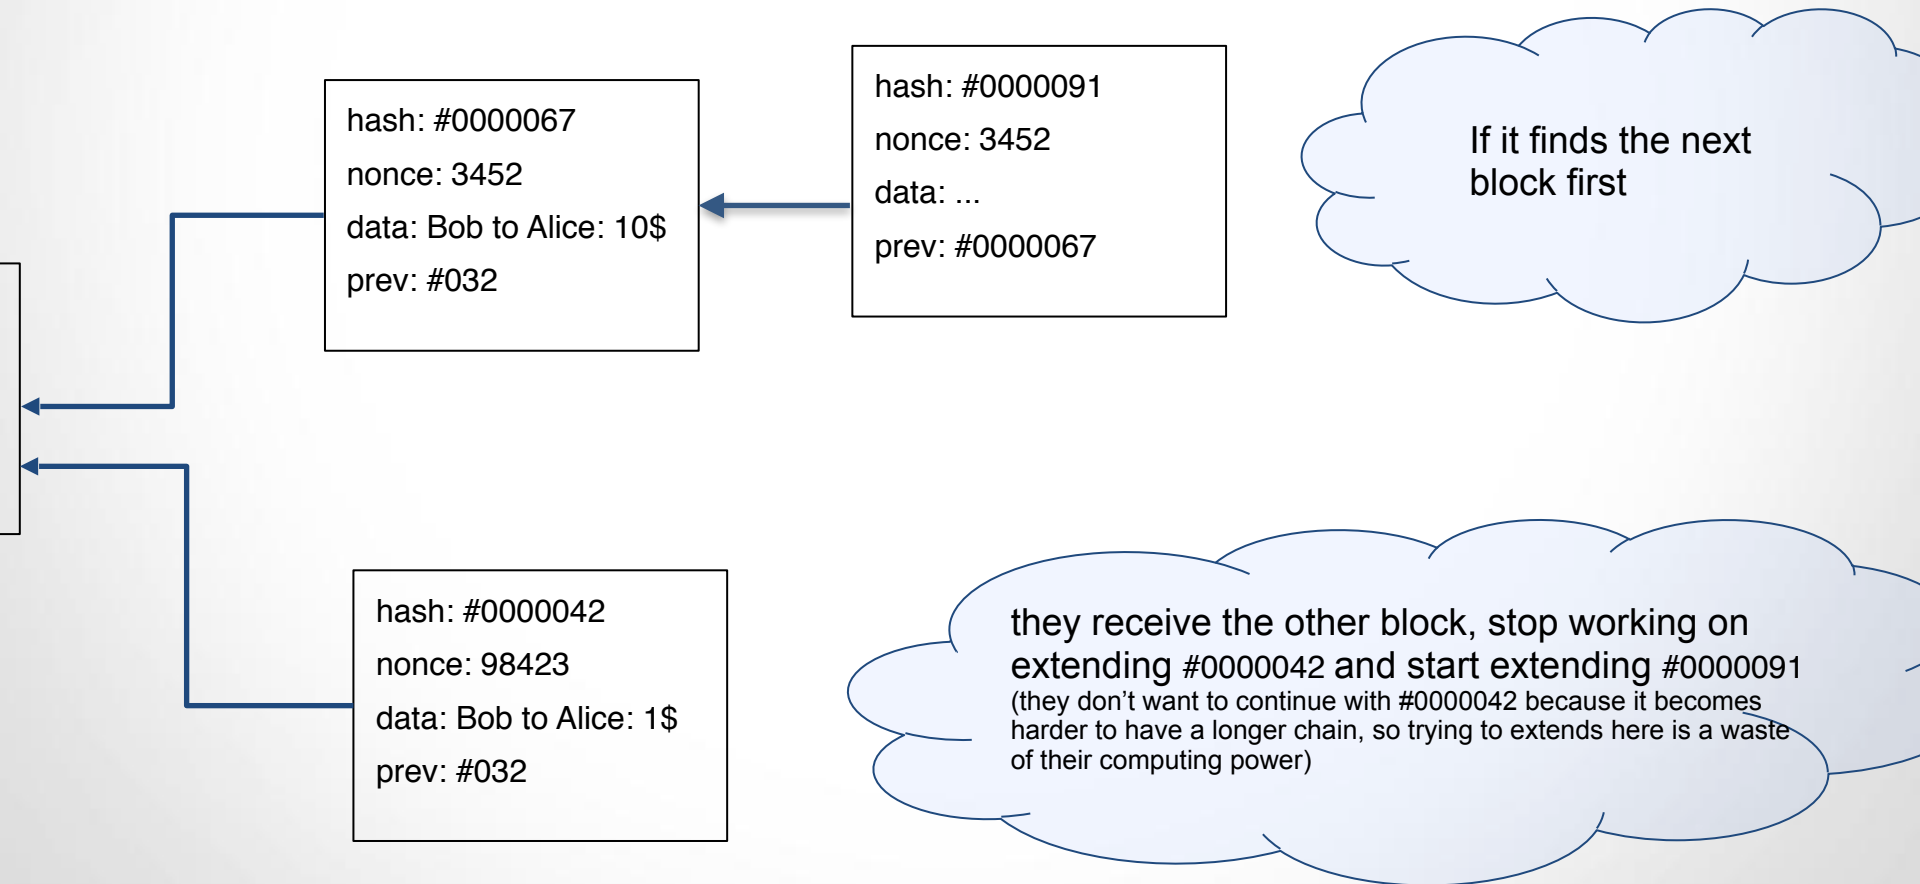 hash: #0000067
nonce: 3452
data: Bob to Alice: 10$
prev: #032
hash: #0000091
nonce: 3452
data: ...
prev: #0000067
If it finds the next
block first
hash: #0000042
nonce: 98423
data: Bob to Alice: 1$
prev: #032
they receive the other block, stop working on
extending #0000042 and start extending #0000091
(they don’t want to continue with #0000042 because it becomes
harder to have a longer chain, so trying to extends here is a waste
of their computing power)